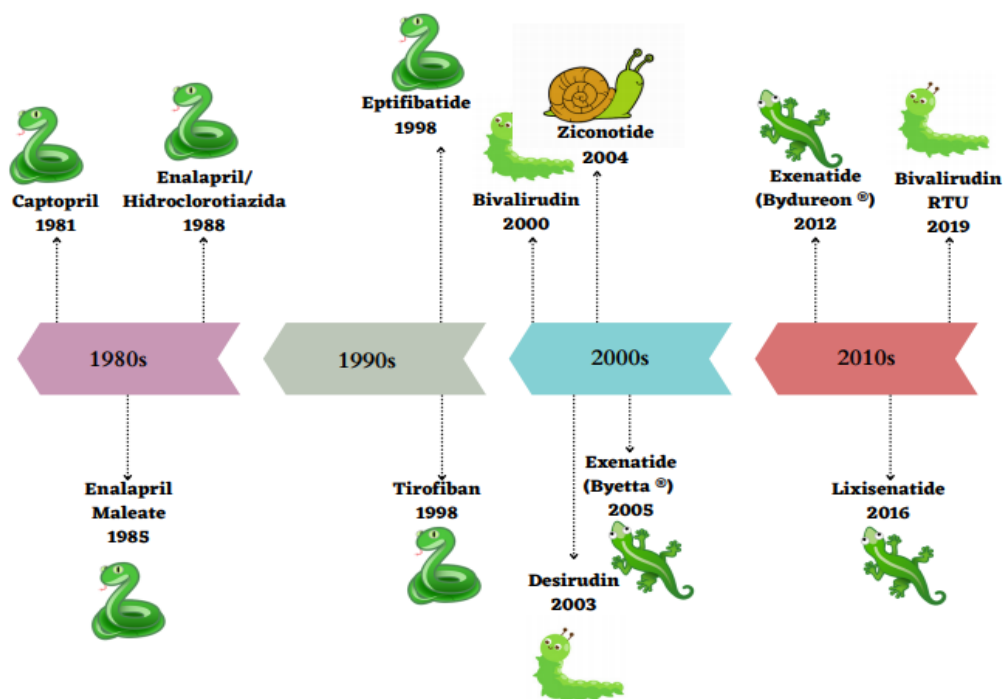 Eptifibatide
1998
Ziconotide
2004
Captopril
1981
Enalapril/
Hidroclorotiazida
1988
Bivalirudin
2000
Exenatide
(Bydureon ®)
2012
Bivalirudin
RTU
2019
1980s
1990s
2000s
2010s
Enalapril
Maleate
1985
Tirofiban
1998
Exenatide
(Byetta ®)
2005
Desirudin
2003
Lixisenatide
2016